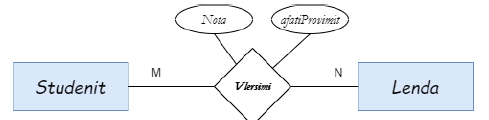 Nota
afatiProvimit
M
N
Studenit
Vlersimi
Lenda